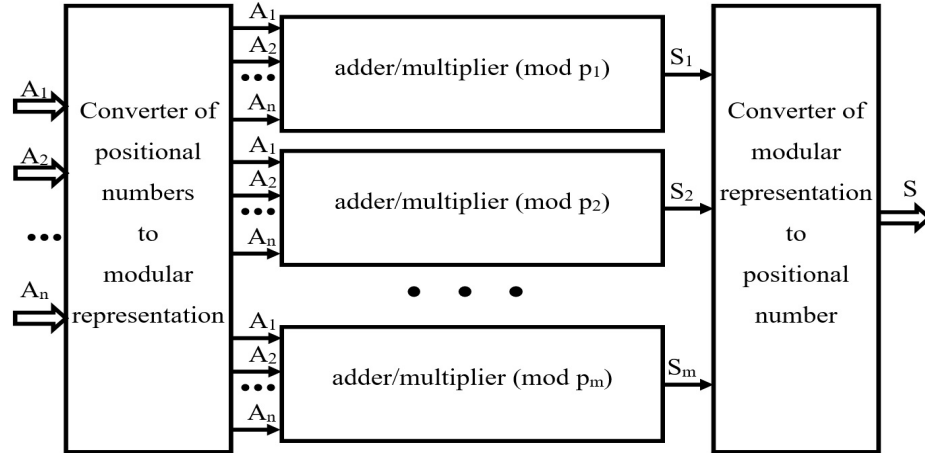 A₁
A₂
•••
Aₙ
Converter of
positional
numbers
to
modular
representation
A₁
A₂
•••
Aₙ
adder/multiplier (mod p₁)
S₁
A₁
A₂
•••
Aₙ
adder/multiplier (mod p₂)
S₂
• • •
A₁
A₂
•••
Aₙ
adder/multiplier (mod pₘ)
Sₘ
Converter of
modular
representation
to
positional
number
S